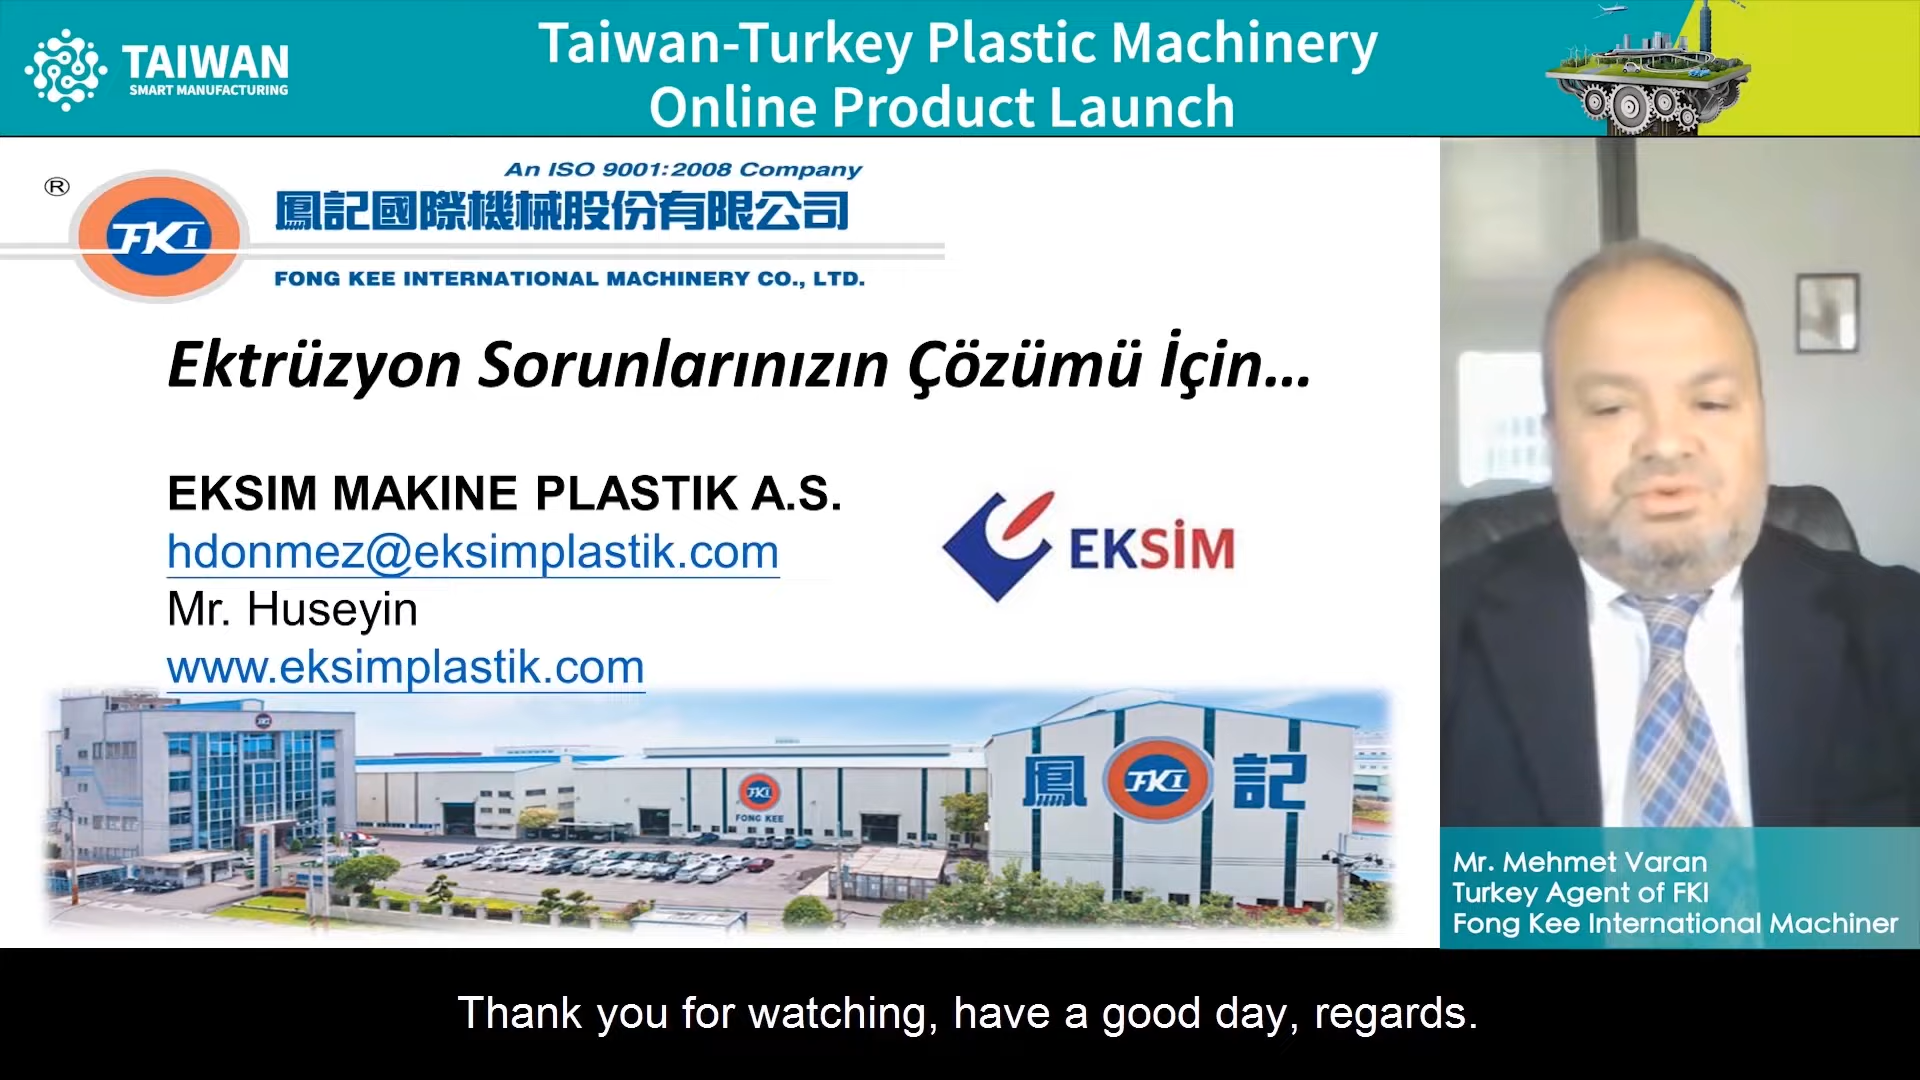 TAIWAN
SMART MANUFACTURING
Taiwan-Turkey Plastic Machinery
Online Product Launch
An ISO 9001:2008 Company
®
FKI
鳳記國際機械股份有限公司
FONG KEE INTERNATIONAL MACHINERY CO., LTD.
Ektrüzyon Sorunlarınızın Çözümü İçin...
EKSIM MAKINE PLASTIK A.S.
hdonmez@eksimplastik.com
Mr. Huseyin
www.eksimplastik.com
EKSİM
FKI
FKI
FONG KEE
鳳 FKI 記
Mr. Mehmet Varan
Turkey Agent of FKI
Fong Kee International Machiner
Thank you for watching, have a good day, regards.